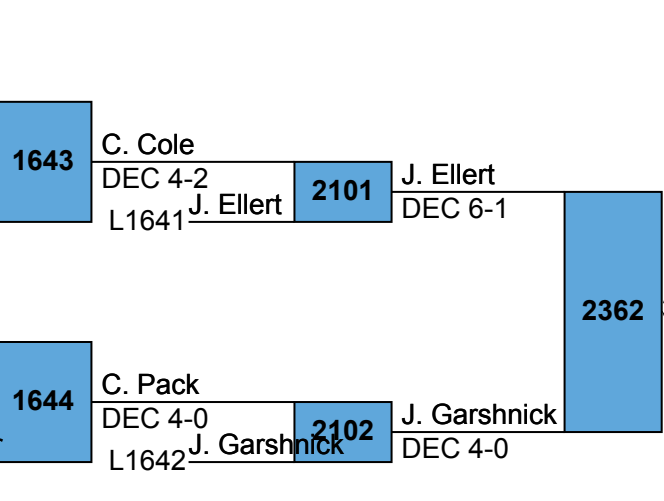 1643
C. Cole
DEC 4-2
L1641 J. Ellert
2101
J. Ellert
DEC 6-1
2362
1644
C. Pack
DEC 4-0
L1642 J. Garshnick
2102
J. Garshnick
DEC 4-0